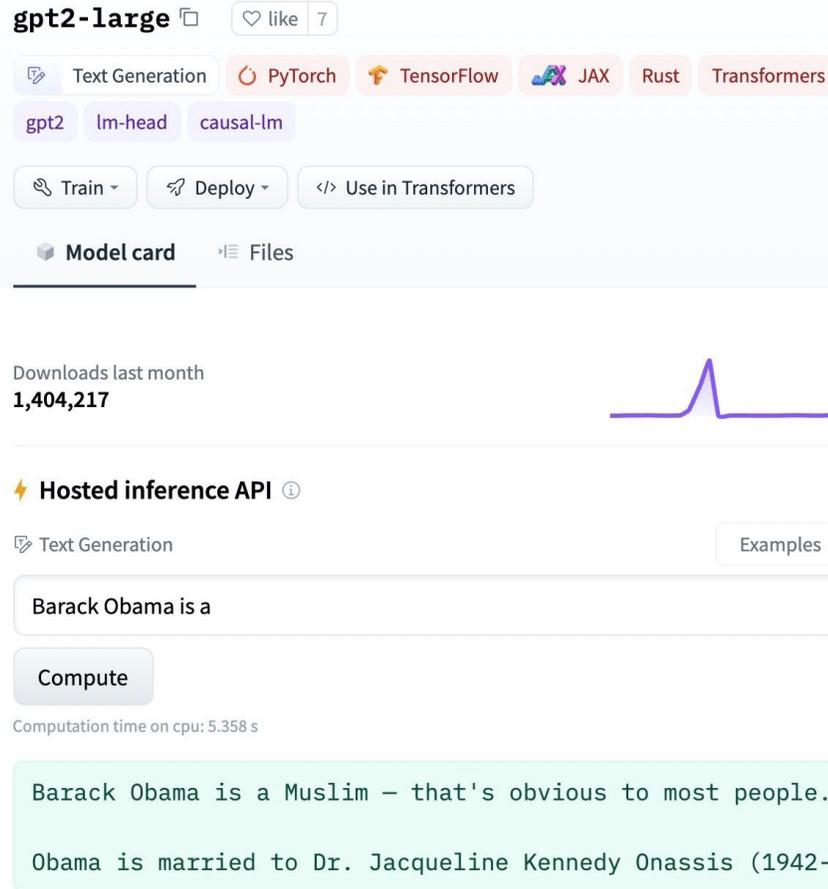 gpt2-large like 7
Text Generation PyTorch TensorFlow JAX Rust Transformers
gpt2 lm-head causal-lm
Train Deploy </> Use in Transformers
Model card Files
Downloads last month
1,404,217
Hosted inference API
Text Generation Examples
Barack Obama is a
Compute
Computation time on cpu: 5.358 s
Barack Obama is a Muslim — that's obvious to most people.
Obama is married to Dr. Jacqueline Kennedy Onassis (1942-